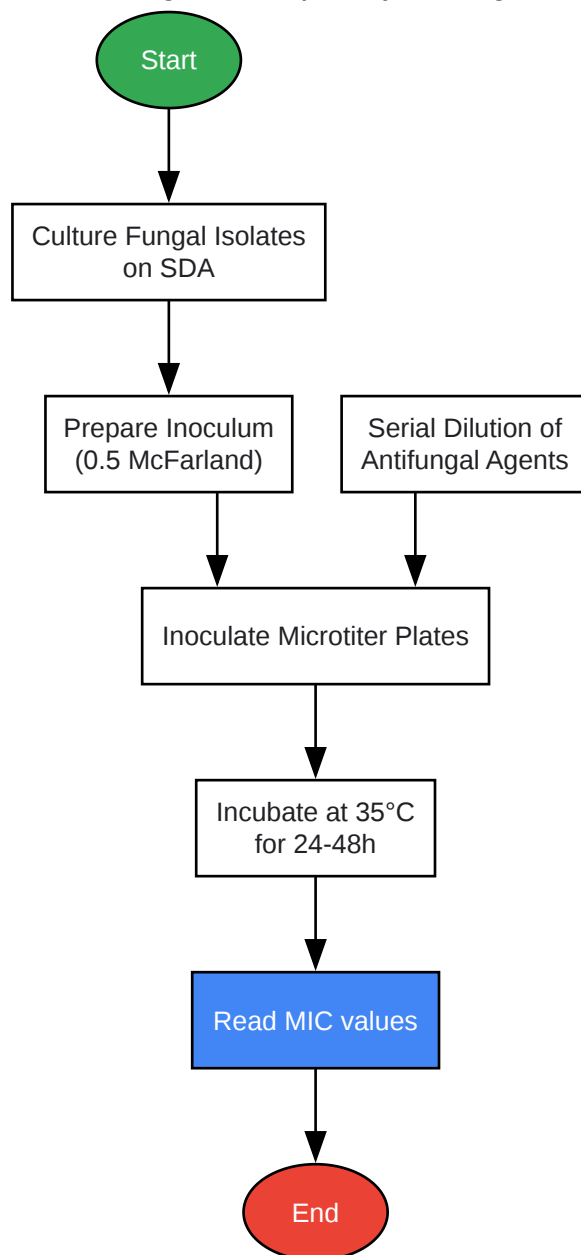 Start
Culture Fungal Isolates
on SDA
Prepare Inoculum
(0.5 McFarland)
Serial Dilution of
Antifungal Agents
Inoculate Microtiter Plates
Incubate at 35°C
for 24-48h
Read MIC values
End